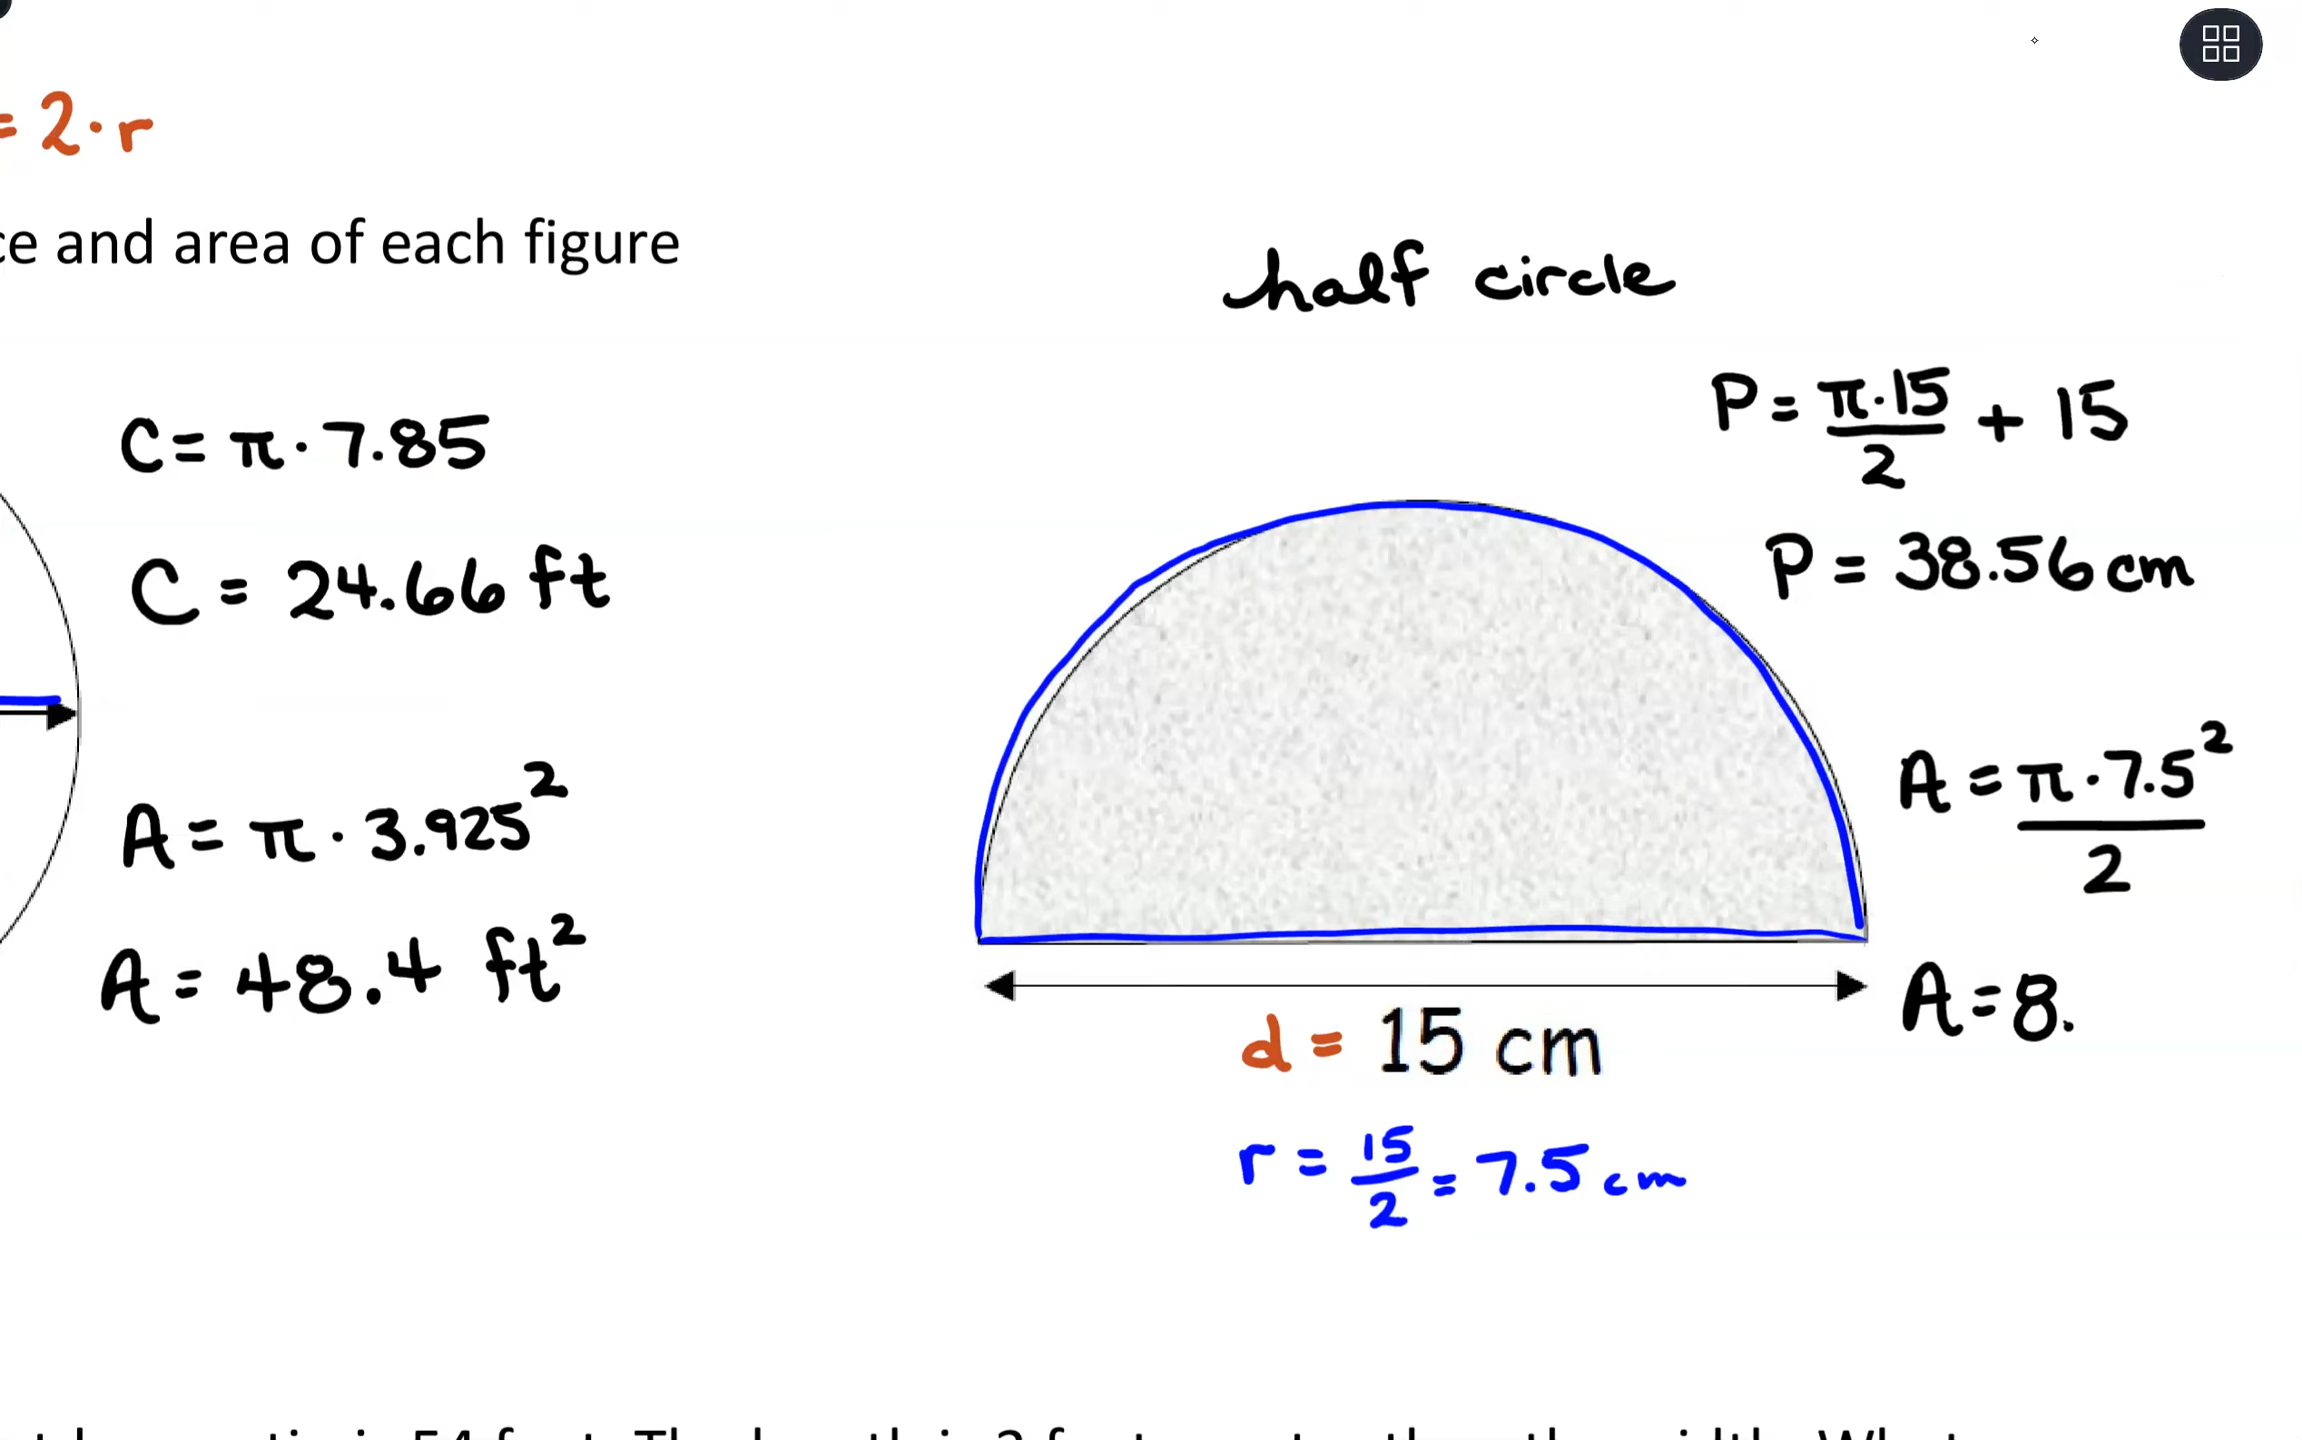 = 2·r
ce and area of each figure
half circle
C = π · 7.85
C = 24.66 ft
A = π · 3.925²
A = 48.4 ft²
P = π·15/2 + 15
P = 38.56 cm
A = π·7.5²/2
A = 8.
d = 15 cm
r = 15/2 = 7.5 cm